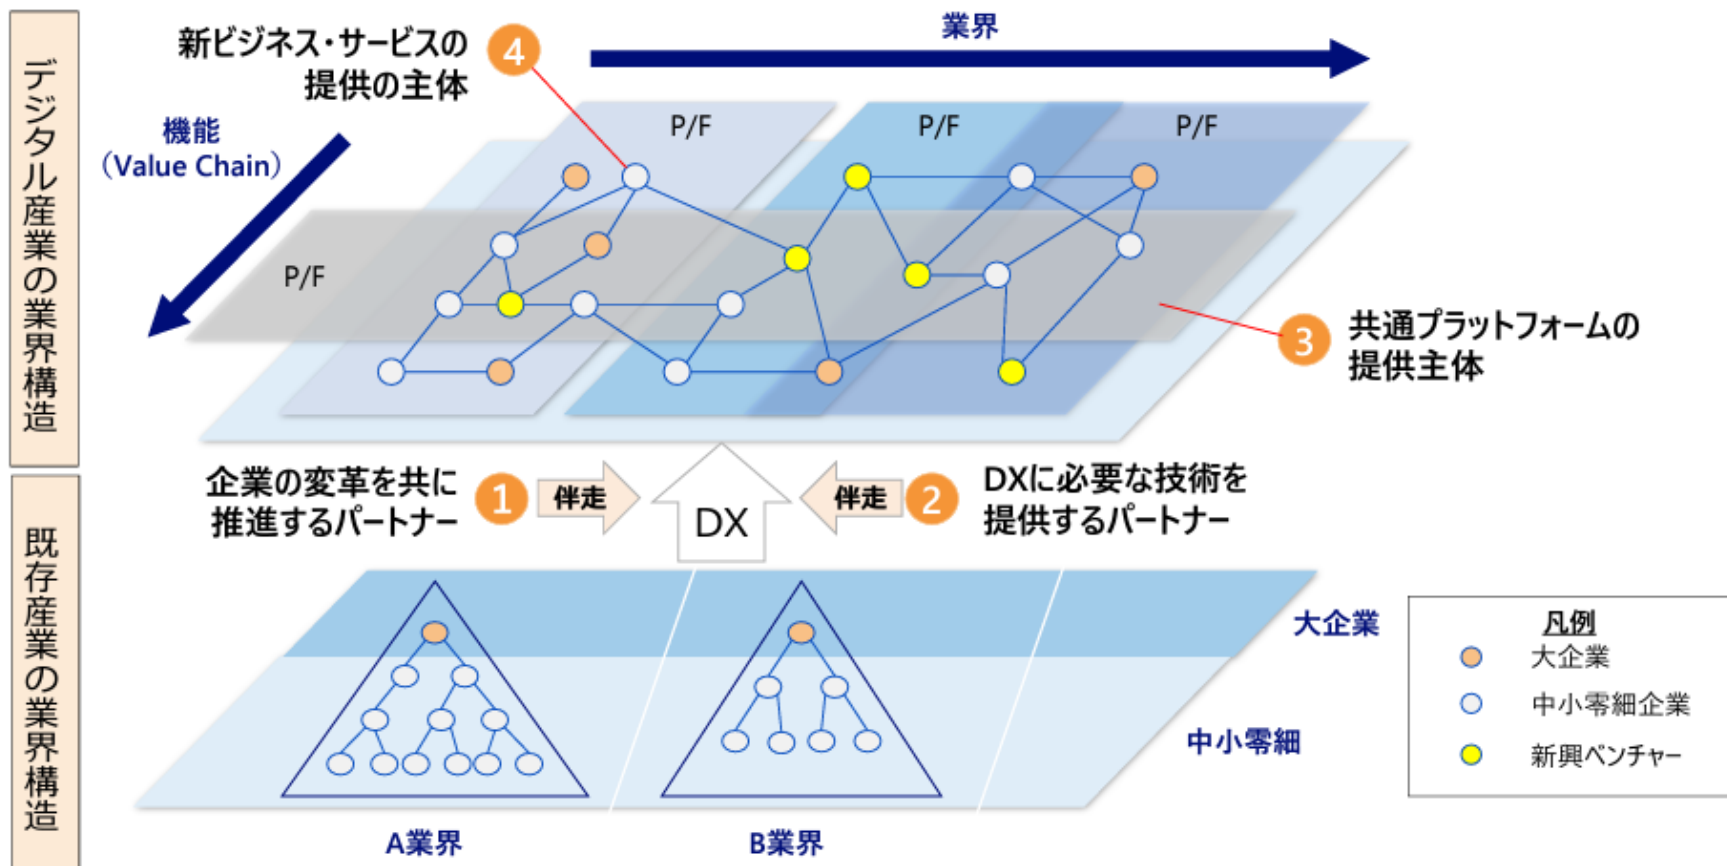 デジタル産業の業界構造
新ビジネス・サービスの
提供の主体
4
業界
機能
（Value Chain）
P/F
P/F
P/F
P/F
3
共通プラットフォームの
提供主体
企業の変革を共に
推進するパートナー
1
伴走
DX
伴走
2
DXに必要な技術を
提供するパートナー
既存産業の業界構造
大企業
中小零細
A業界
B業界
凡例
大企業
中小零細企業
新興ベンチャー